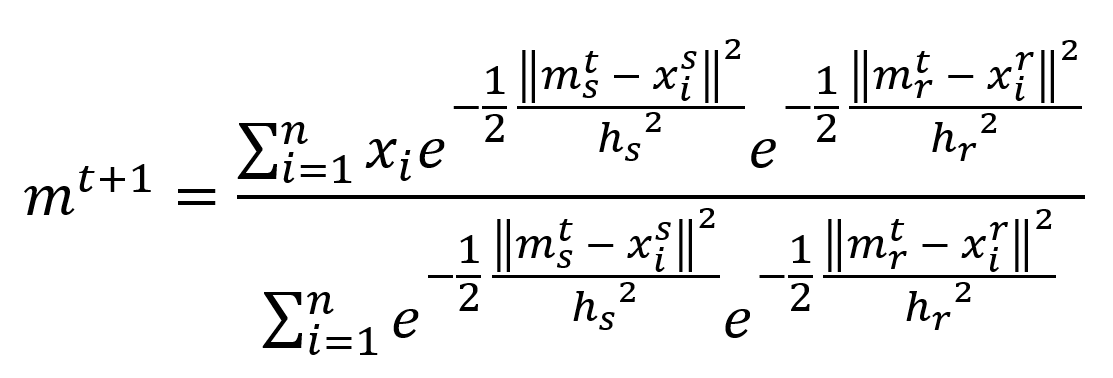 m^{t+1} = \frac{\sum_{i=1}^{n} x_i e^{-\frac{1}{2}\frac{\|m_s^t - x_i^s\|^2}{h_s^2}} e^{-\frac{1}{2}\frac{\|m_r^t - x_i^r\|^2}{h_r^2}}}{\sum_{i=1}^{n} e^{-\frac{1}{2}\frac{\|m_s^t - x_i^s\|^2}{h_s^2}} e^{-\frac{1}{2}\frac{\|m_r^t - x_i^r\|^2}{h_r^2}}}